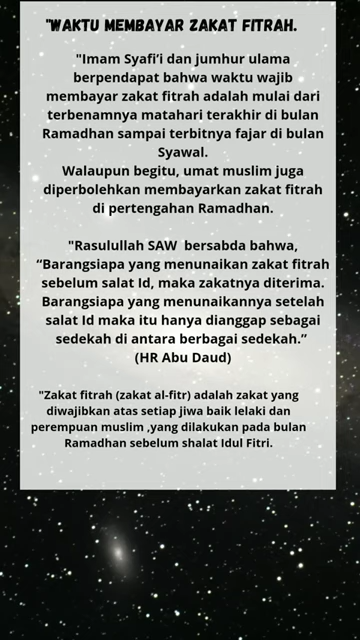 "WAKTU MEMBAYAR ZAKAT FITRAH.
"Imam Syafi'i dan jumhur ulama
berpendapat bahwa waktu wajib
membayar zakat fitrah adalah mulai dari
terbenamnya matahari terakhir di bulan
Ramadhan sampai terbitnya fajar di bulan
Syawal.
Walaupun begitu, umat muslim juga
diperbolehkan membayarkan zakat fitrah
di pertengahan Ramadhan.
"Rasulullah SAW bersabda bahwa,
"Barangsiapa yang menunaikan zakat fitrah
sebelum salat Id, maka zakatnya diterima.
Barangsiapa yang menunaikannya setelah
salat Id maka itu hanya dianggap sebagai
sedekah di antara berbagai sedekah."
(HR Abu Daud)
"Zakat fitrah (zakat al-fitr) adalah zakat yang
diwajibkan atas setiap jiwa baik lelaki dan
perempuan muslim ,yang dilakukan pada bulan
Ramadhan sebelum shalat Idul Fitri.